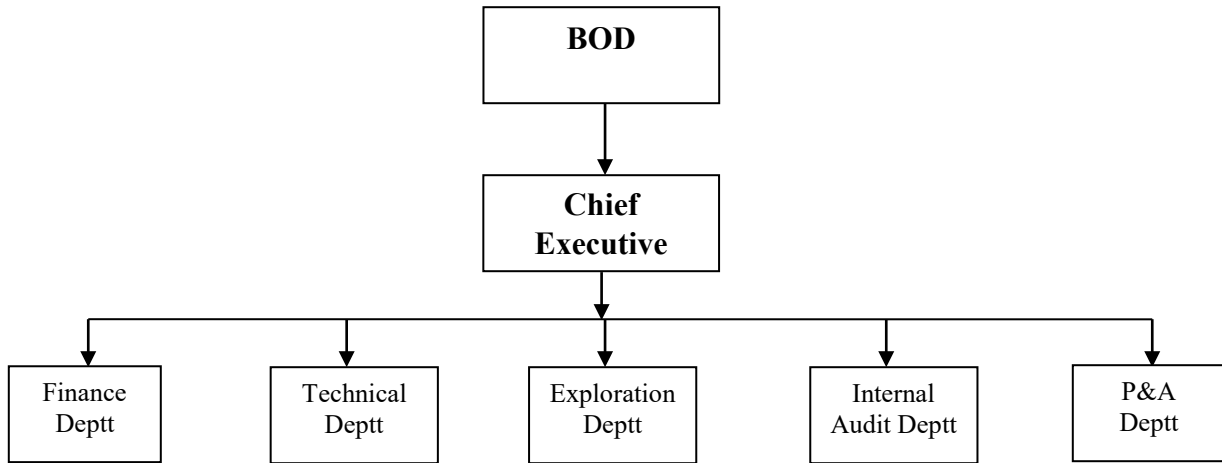 BOD
Chief
Executive
Finance
Deptt
Technical
Deptt
Exploration
Deptt
Internal
Audit Deptt
P&A
Deptt